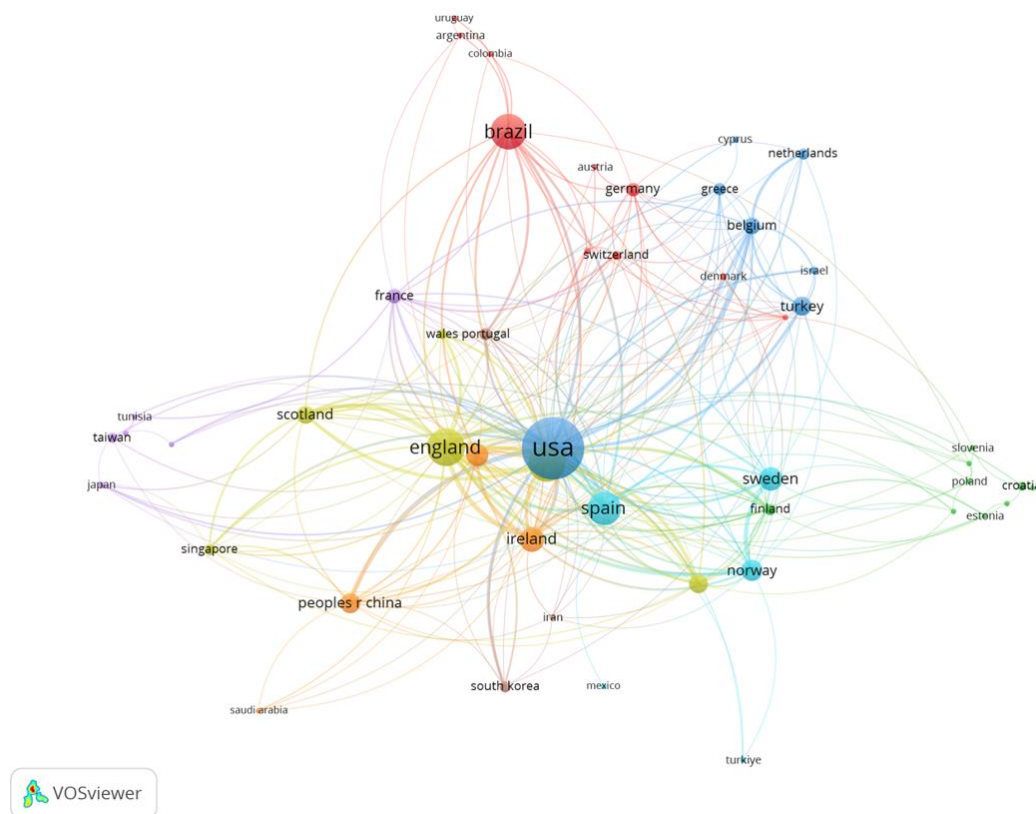 uruguay
argentina
colombia
brazil
cyprus
netherlands
austria
germany
greece
belgium
switzerland
denmark
israel
france
turkey
wales portugal
scotland
tunisia
taiwan
england
usa
slovenia
japan
sweden
poland
croatia
spain
finland
estonia
ireland
singapore
norway
peoples r china
iran
south korea
mexico
saudi arabia
turkiye
VOSviewer